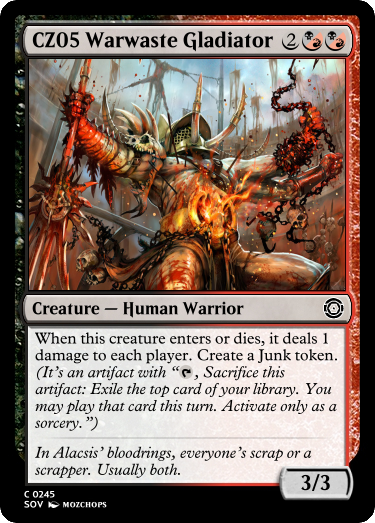 CZ05 Warwaste Gladiator 2
Creature — Human Warrior
When this creature enters or dies, it deals 1
damage to each player. Create a Junk token.
(It's an artifact with “, Sacrifice this
artifact: Exile the top card of your library. You
may play that card this turn. Activate only as a
sorcery.”)
In Alacsis' bloodrings, everyone's scrap or a
scrapper. Usually both.
3/3
C 0245
SOV MOZCHOPS